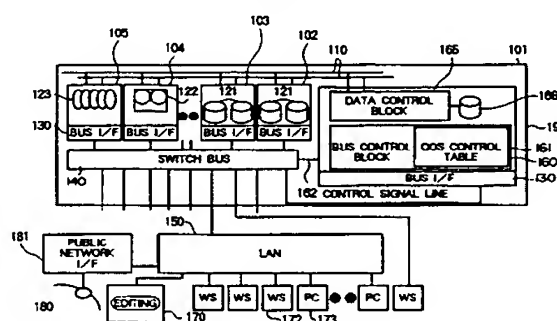 105 104 103 102 110 165 101
123 122 121 121
DATA CONTROL BLOCK 166
130 BUS I/F BUS I/F BUS I/F BUS I/F
BUS CONTROL BLOCK
QOS CONTROL TABLE
161
160
SWITCH BUS
BUS I/F 130
140
162 CONTROL SIGNAL LINE
150
181 PUBLIC NETWORK I/F
LAN
180
EDITING
170
WS WS WS PC PC WS
172 173